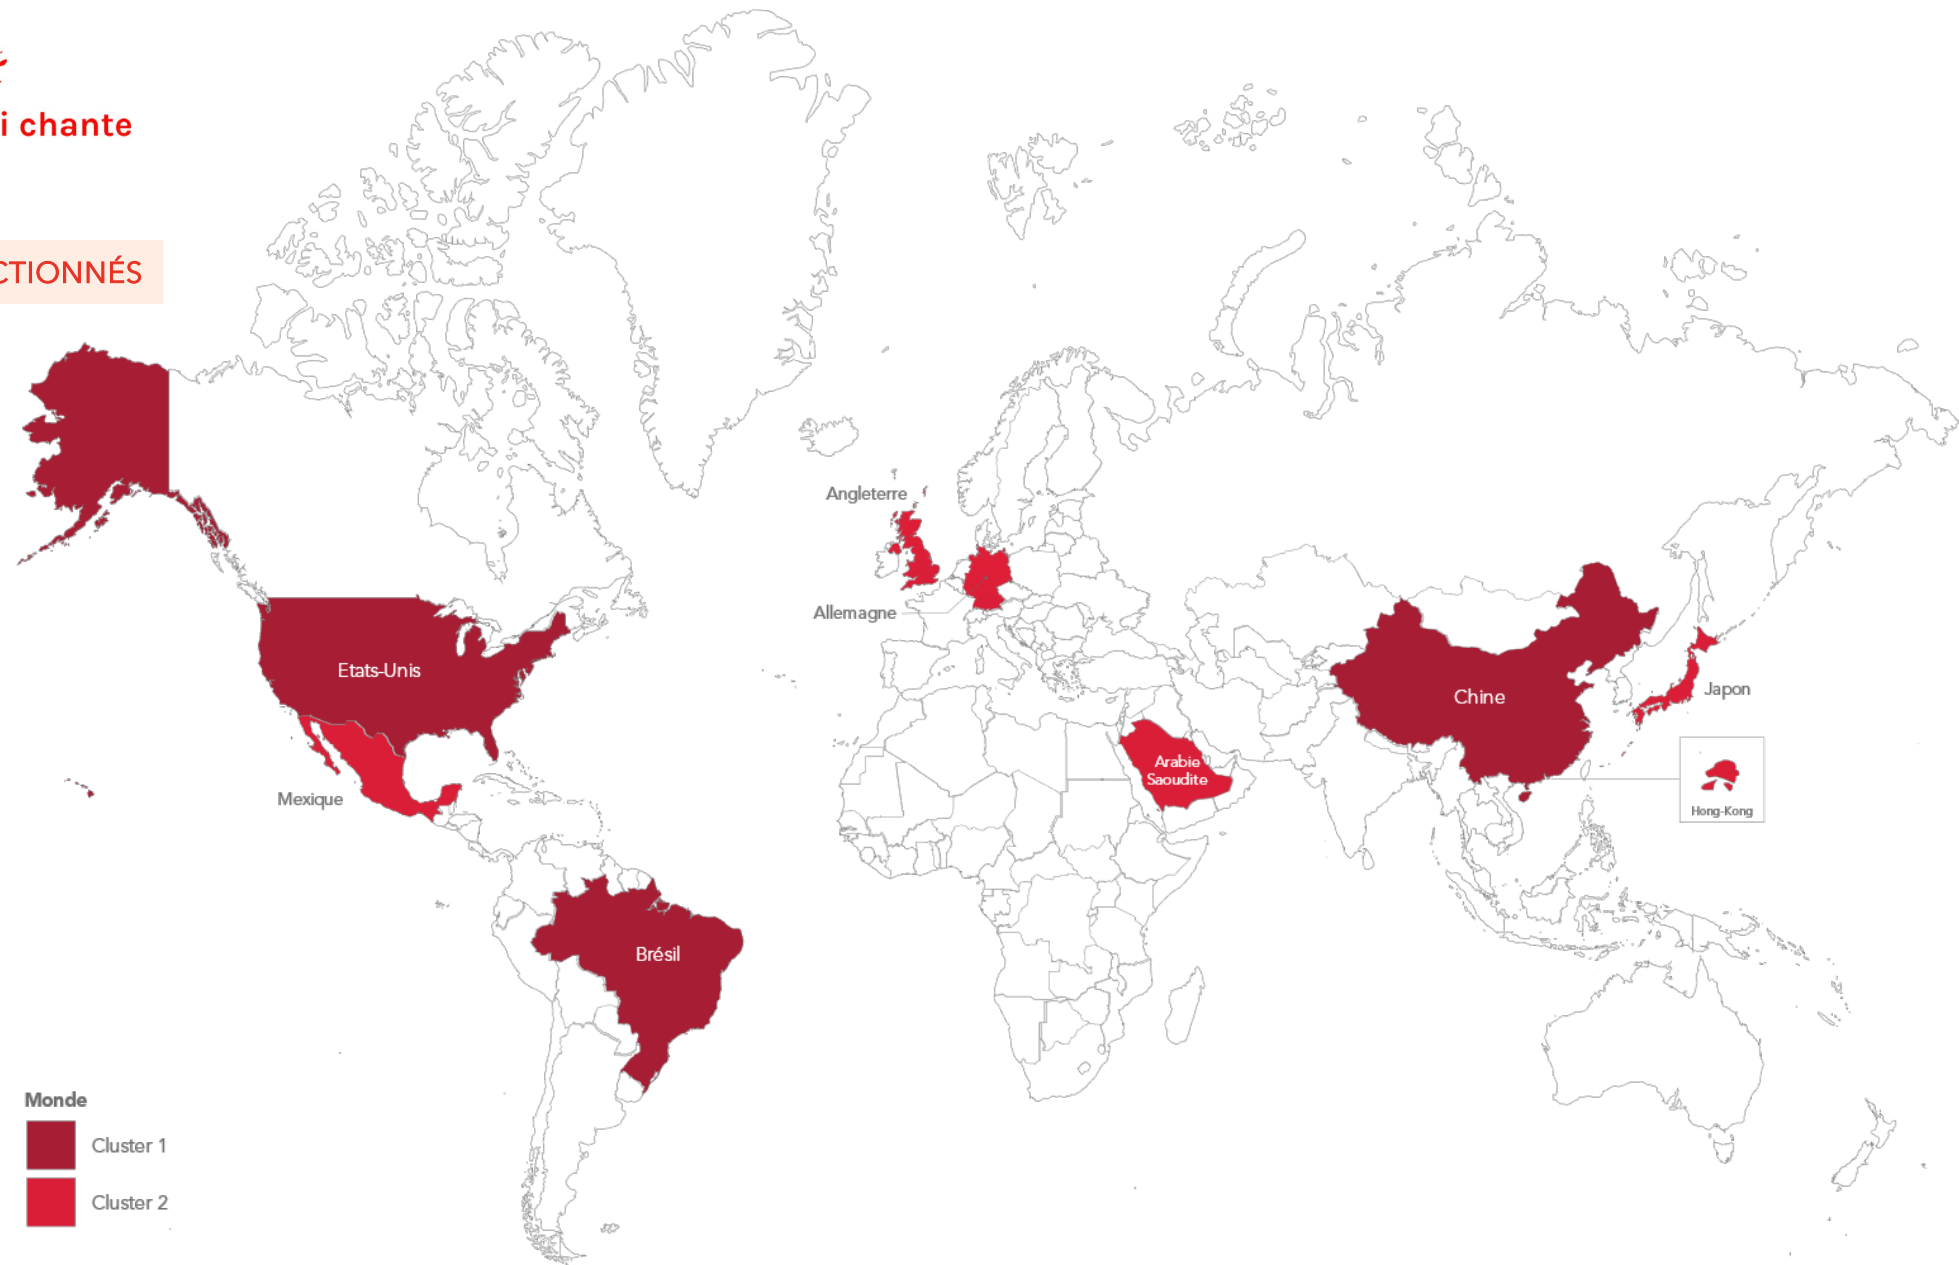 i chante
CTIONNÉS
Angleterre
Allemagne
Etats-Unis
Chine
Japon
Arabie
Saoudite
Mexique
Hong-Kong
Brésil
Monde
Cluster 1
Cluster 2